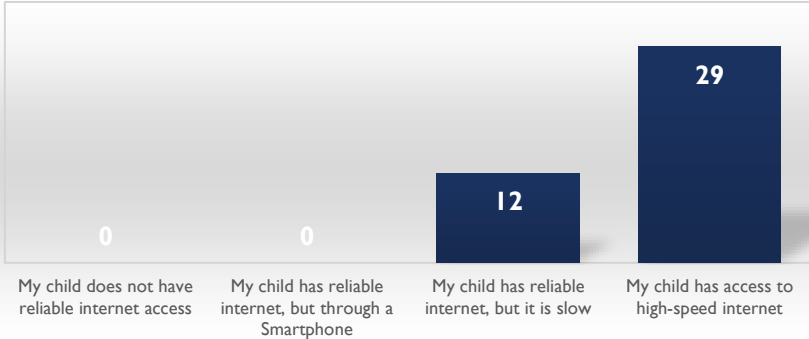 0
0
12
29
My child does not have
reliable internet access
My child has reliable
internet, but through a
Smartphone
My child has reliable
internet, but it is slow
My child has access to
high-speed internet